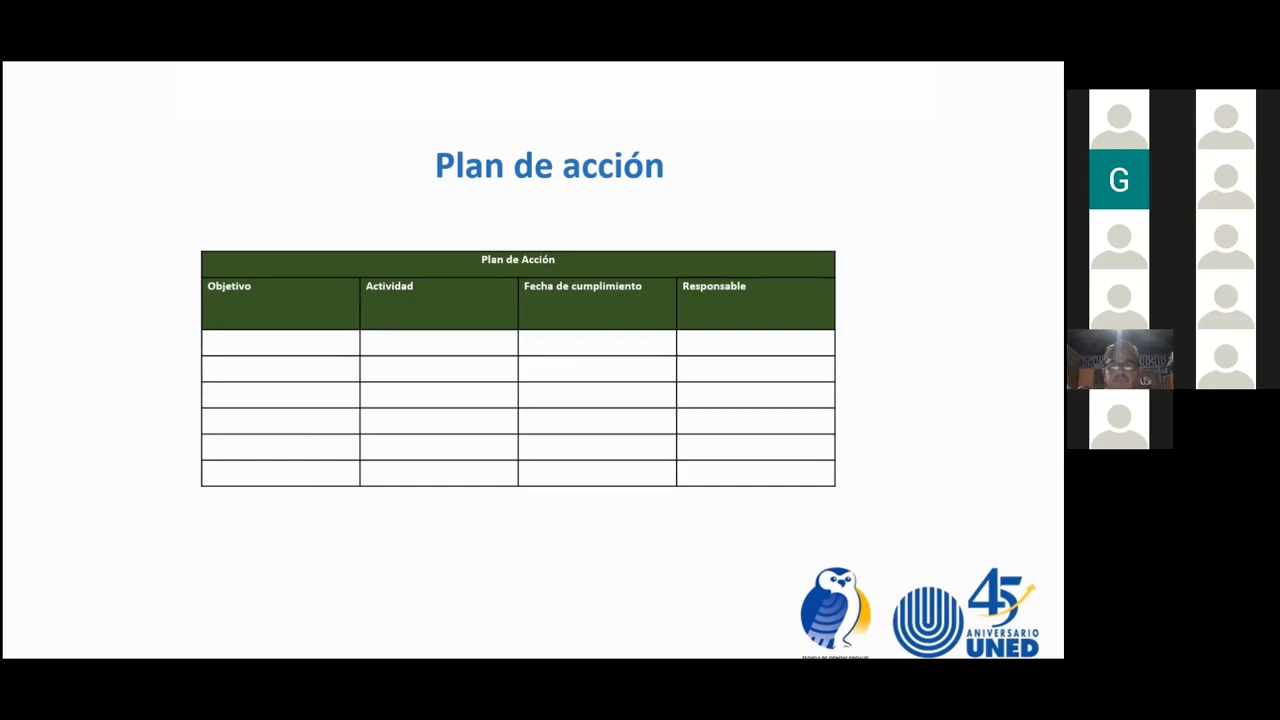 Plan de acción
Plan de Acción
Objetivo
Actividad
Fecha de cumplimiento
Responsable
G
45
ANIVERSARIO
UNED